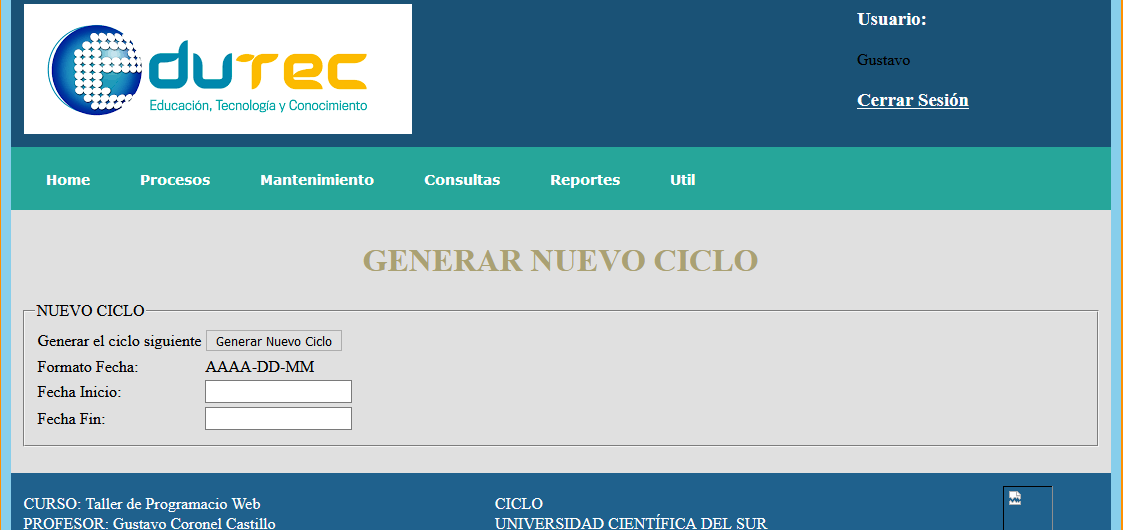 eduTec
Educación, Tecnología y Conocimiento
Usuario:
Gustavo
Cerrar Sesión
Home Procesos Mantenimiento Consultas Reportes Util
GENERAR NUEVO CICLO
NUEVO CICLO
Generar el ciclo siguiente Generar Nuevo Ciclo
Formato Fecha: AAAA-DD-MM
Fecha Inicio:
Fecha Fin:
CURSO: Taller de Programacio Web
PROFESOR: Gustavo Coronel Castillo
CICLO
UNIVERSIDAD CIENTÍFICA DEL SUR